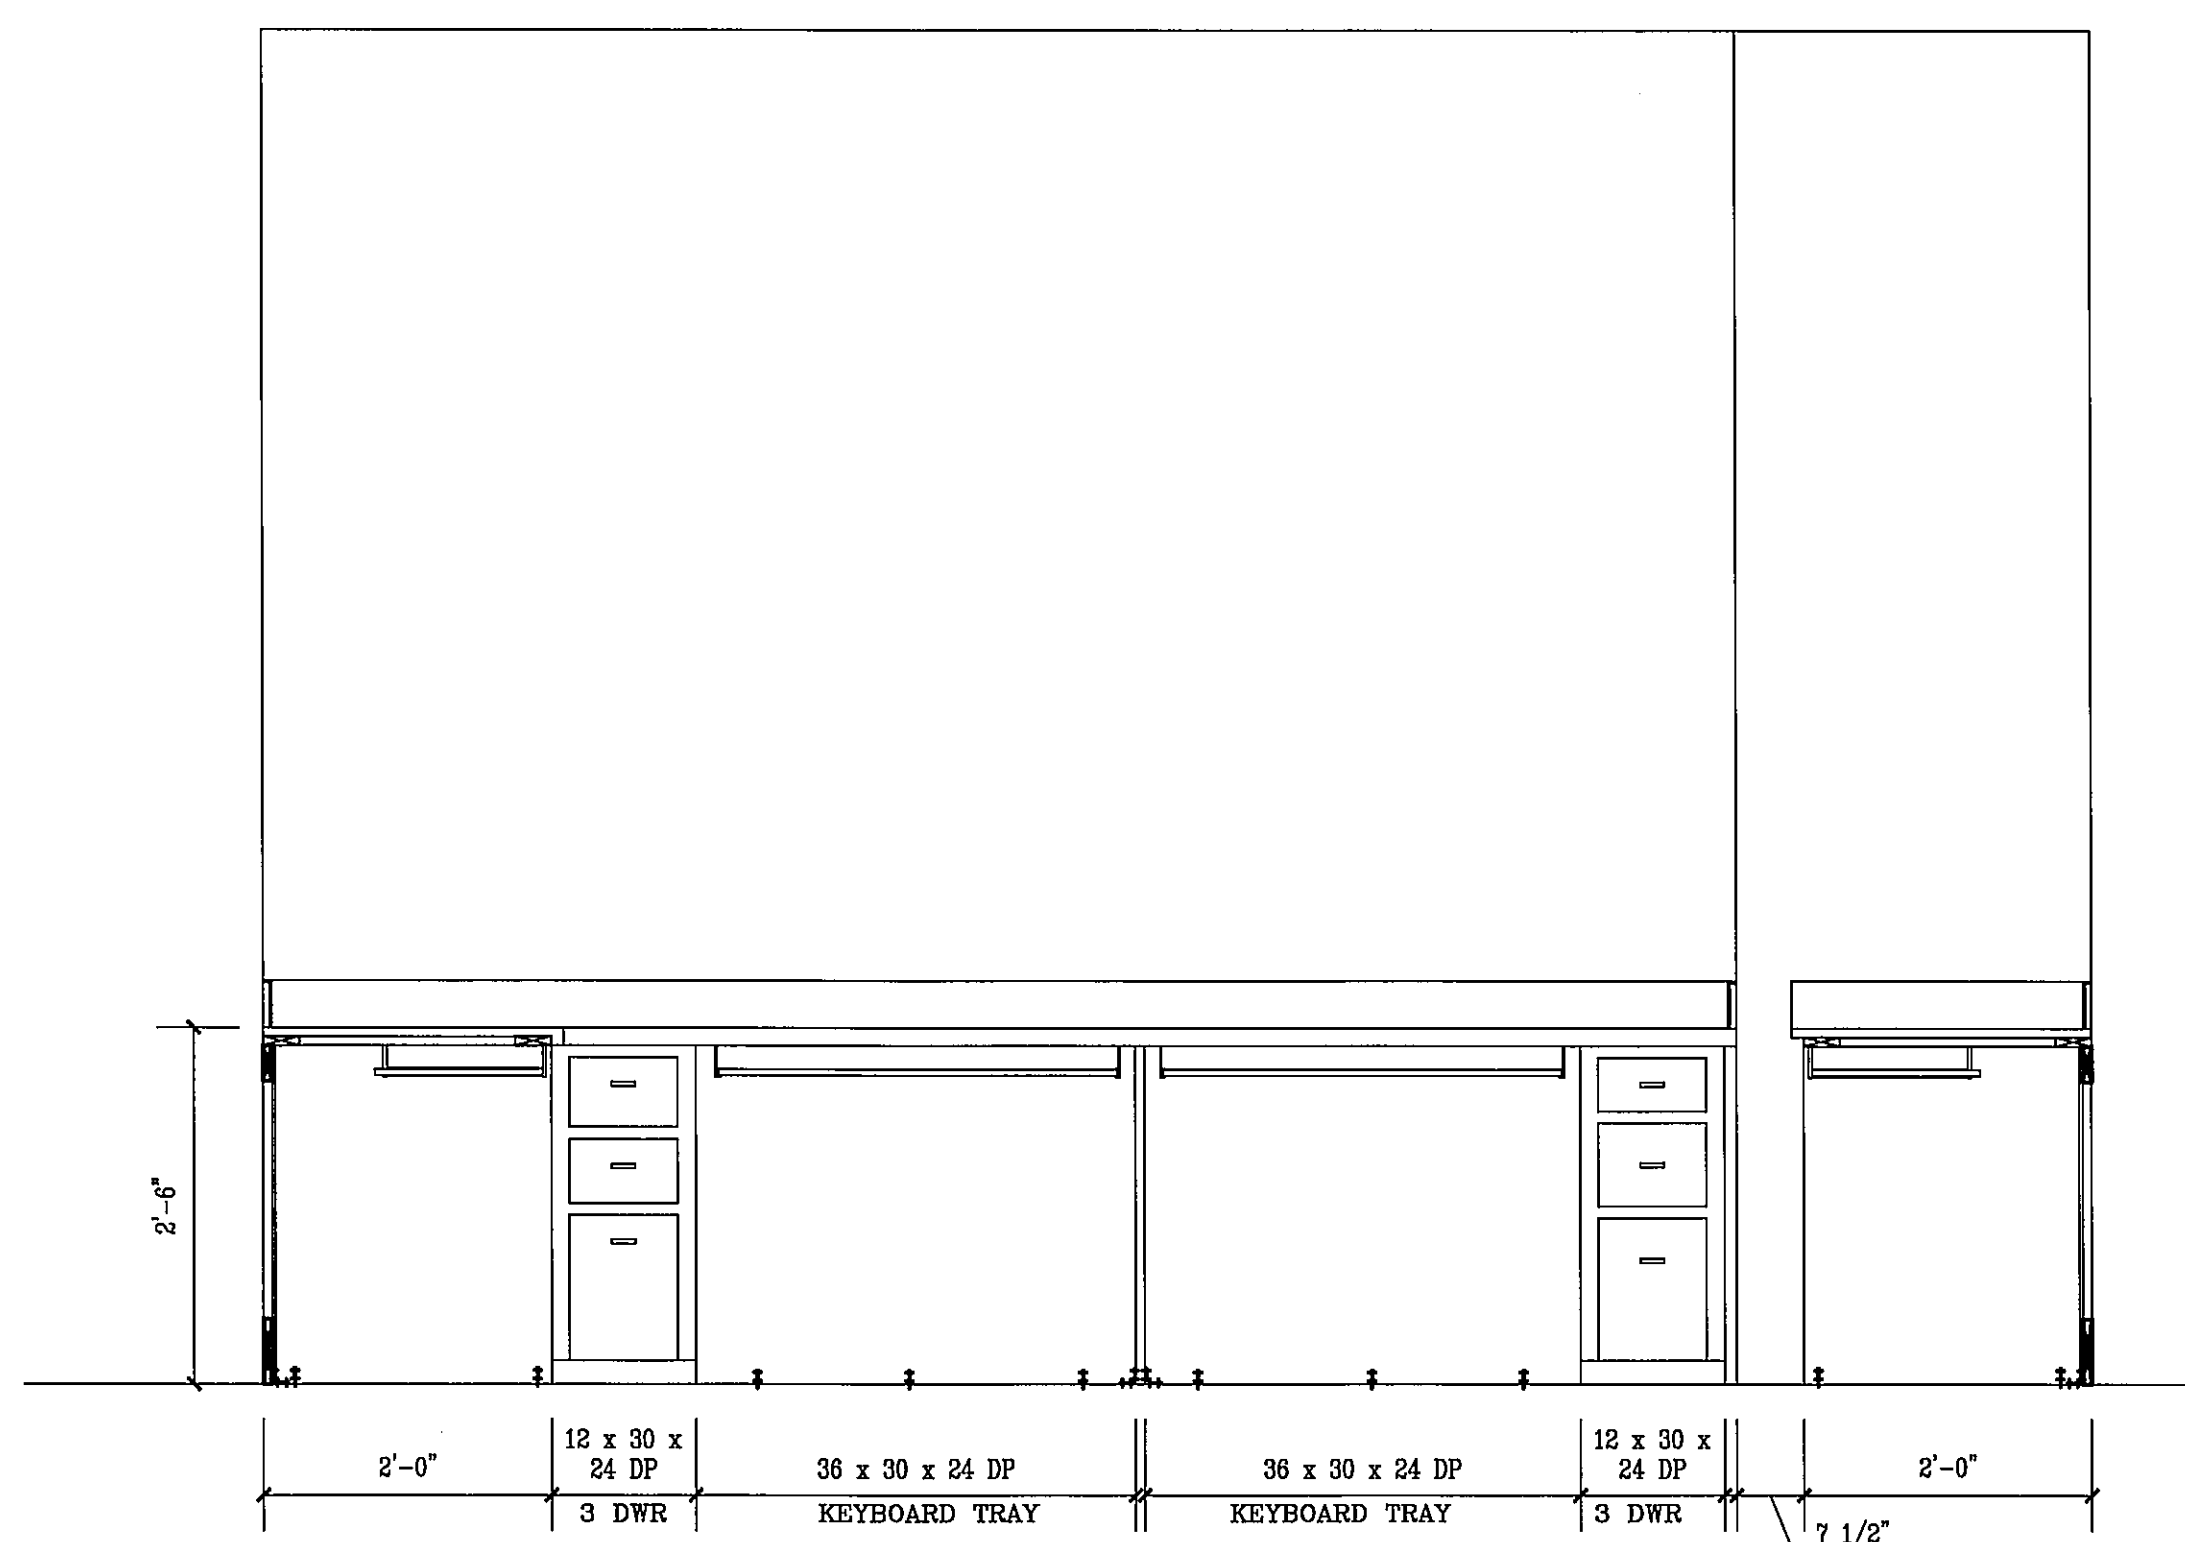 2'-6"
2'-0"
12 x 30 x
24 DP
3 DWR
36 x 30 x 24 DP
KEYBOARD TRAY
36 x 30 x 24 DP
KEYBOARD TRAY
12 x 30 x
24 DP
3 DWR
7 1/2"
2'-0"